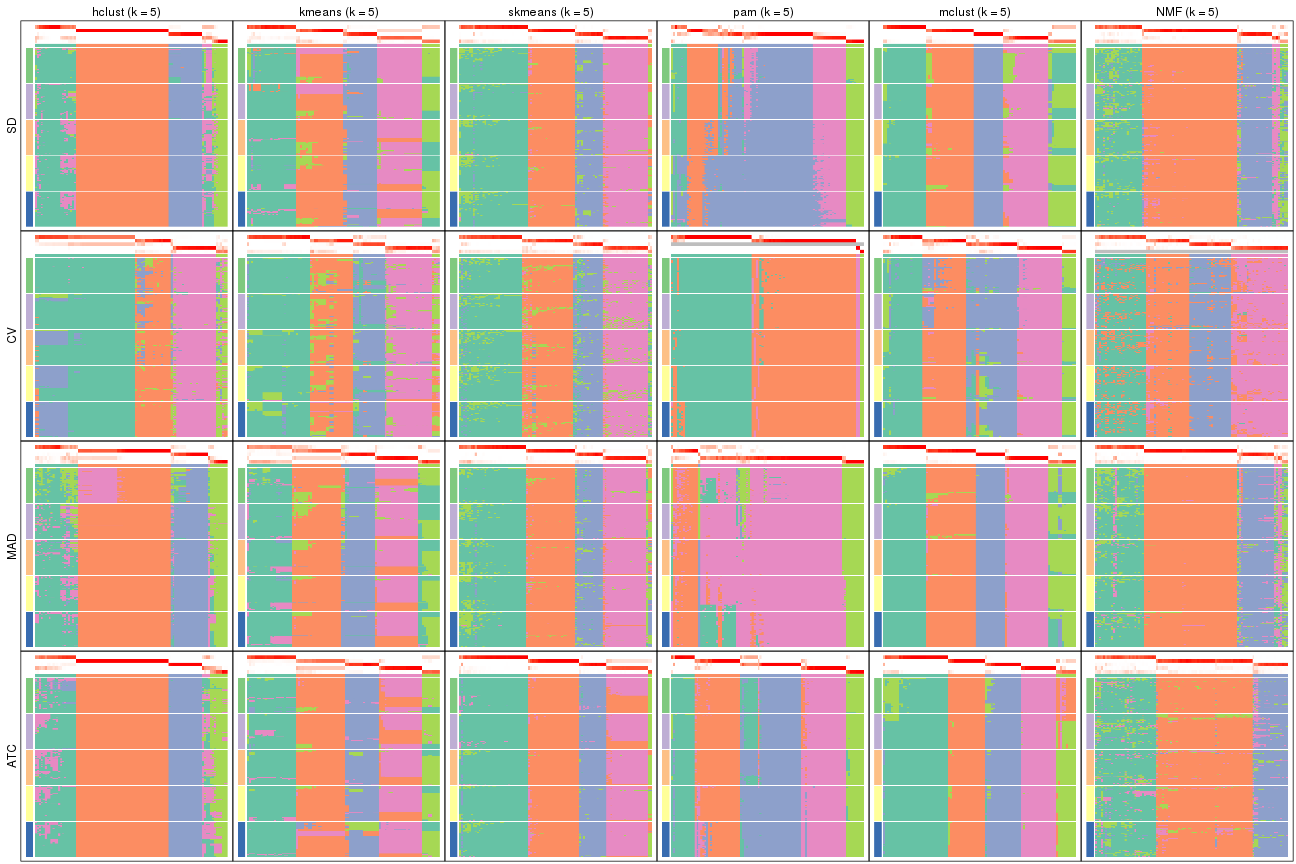 hclust (k = 5) kmeans (k = 5) skmeans (k = 5) pam (k = 5) mclust (k = 5) NMF (k = 5)
SD
CV
MAD
ATC